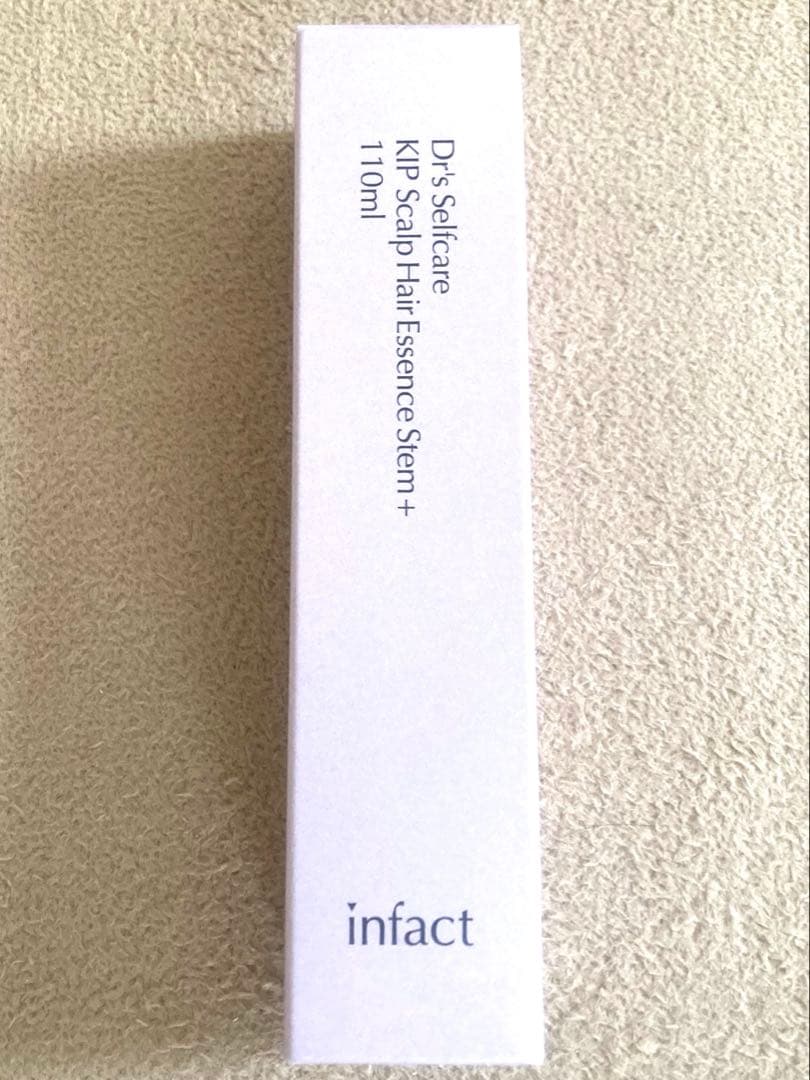 Dr's Selfcare
KIP Scalp Hair Essence Stem+
110ml
infact